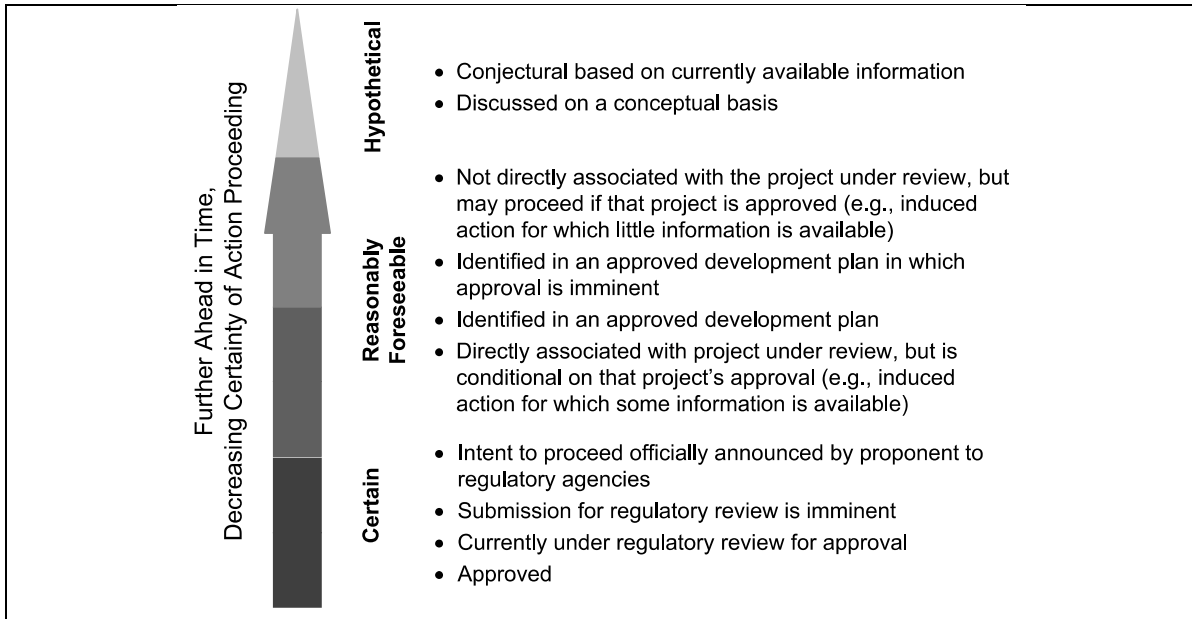 Further Ahead in Time,
Decreasing Certainty of Action Proceeding
Hypothetical
• Conjectural based on currently available information
• Discussed on a conceptual basis
Reasonably
Foreseeable
• Not directly associated with the project under review, but
may proceed if that project is approved (e.g., induced
action for which little information is available)
• Identified in an approved development plan in which
approval is imminent
• Identified in an approved development plan
• Directly associated with project under review, but is
conditional on that project’s approval (e.g., induced
action for which some information is available)
Certain
• Intent to proceed officially announced by proponent to
regulatory agencies
• Submission for regulatory review is imminent
• Currently under regulatory review for approval
• Approved